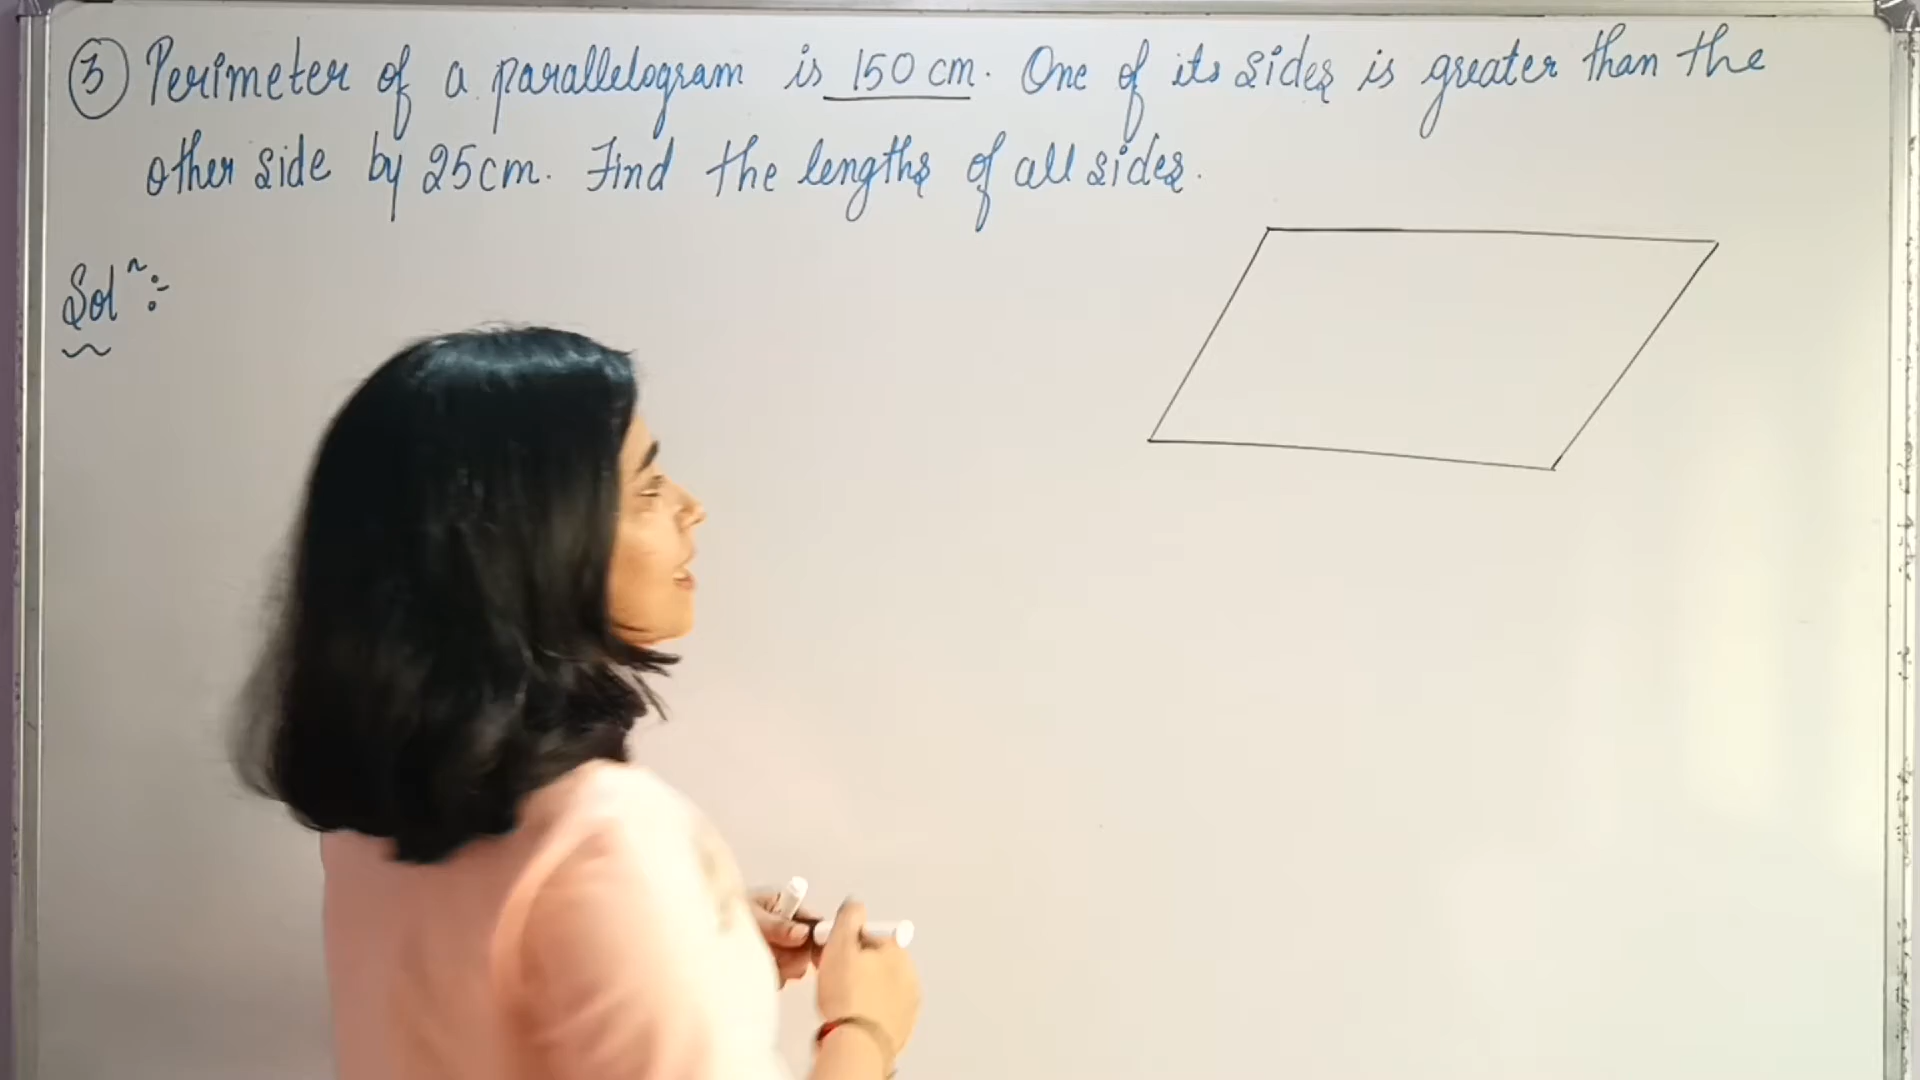 ③ Perimeter of a parallelogram is 150 cm. One of its sides is greater than the
other side by 25cm. Find the lengths of all sides.
Solⁿ:-